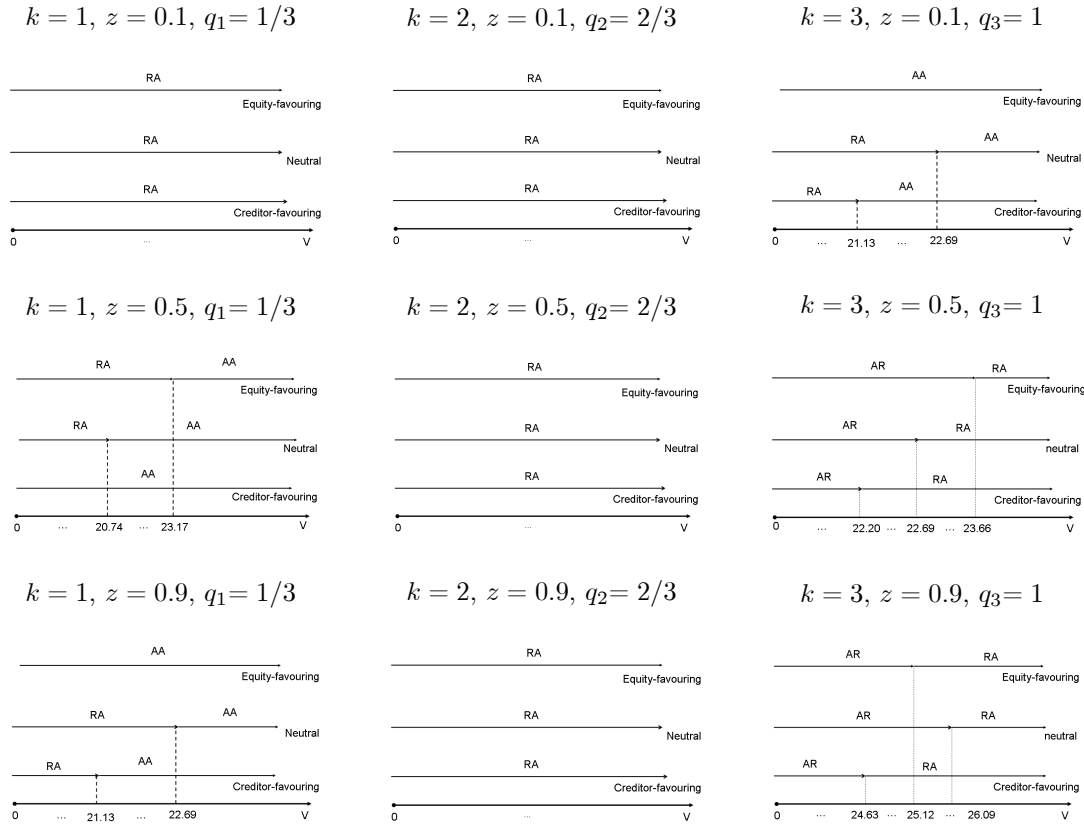 k = 1, z = 0.1, q₁= 1/3
RA
Equity-favouring
RA
Neutral
RA
Creditor-favouring
0 ... V
k = 2, z = 0.1, q₂= 2/3
RA
Equity-favouring
RA
Neutral
RA
Creditor-favouring
0 ... V
k = 3, z = 0.1, q₃= 1
AA
Equity-favouring
RA AA
Neutral
RA AA
Creditor-favouring
0 ... 21.13 ... 22.69 V
k = 1, z = 0.5, q₁= 1/3
RA AA
Equity-favouring
RA AA
Neutral
AA
Creditor-favouring
0 ... 20.74 ... 23.17 V
k = 2, z = 0.5, q₂= 2/3
RA
Equity-favouring
RA
Neutral
RA
Creditor-favouring
0 ... V
k = 3, z = 0.5, q₃= 1
AR RA
Equity-favouring
AR RA
neutral
AR RA
Creditor-favouring
0 ... 22.20 ... 22.69 ... 23.66 V
k = 1, z = 0.9, q₁= 1/3
AA
Equity-favouring
RA AA
Neutral
RA AA
Creditor-favouring
0 ... 21.13 ... 22.69 V
k = 2, z = 0.9, q₂= 2/3
RA
Equity-favouring
RA
Neutral
RA
Creditor-favouring
0 ... V
k = 3, z = 0.9, q₃= 1
AR RA
Equity-favouring
AR RA
neutral
AR RA
Creditor-favouring
0 ... 24.63 ... 25.12 ... 26.09 V